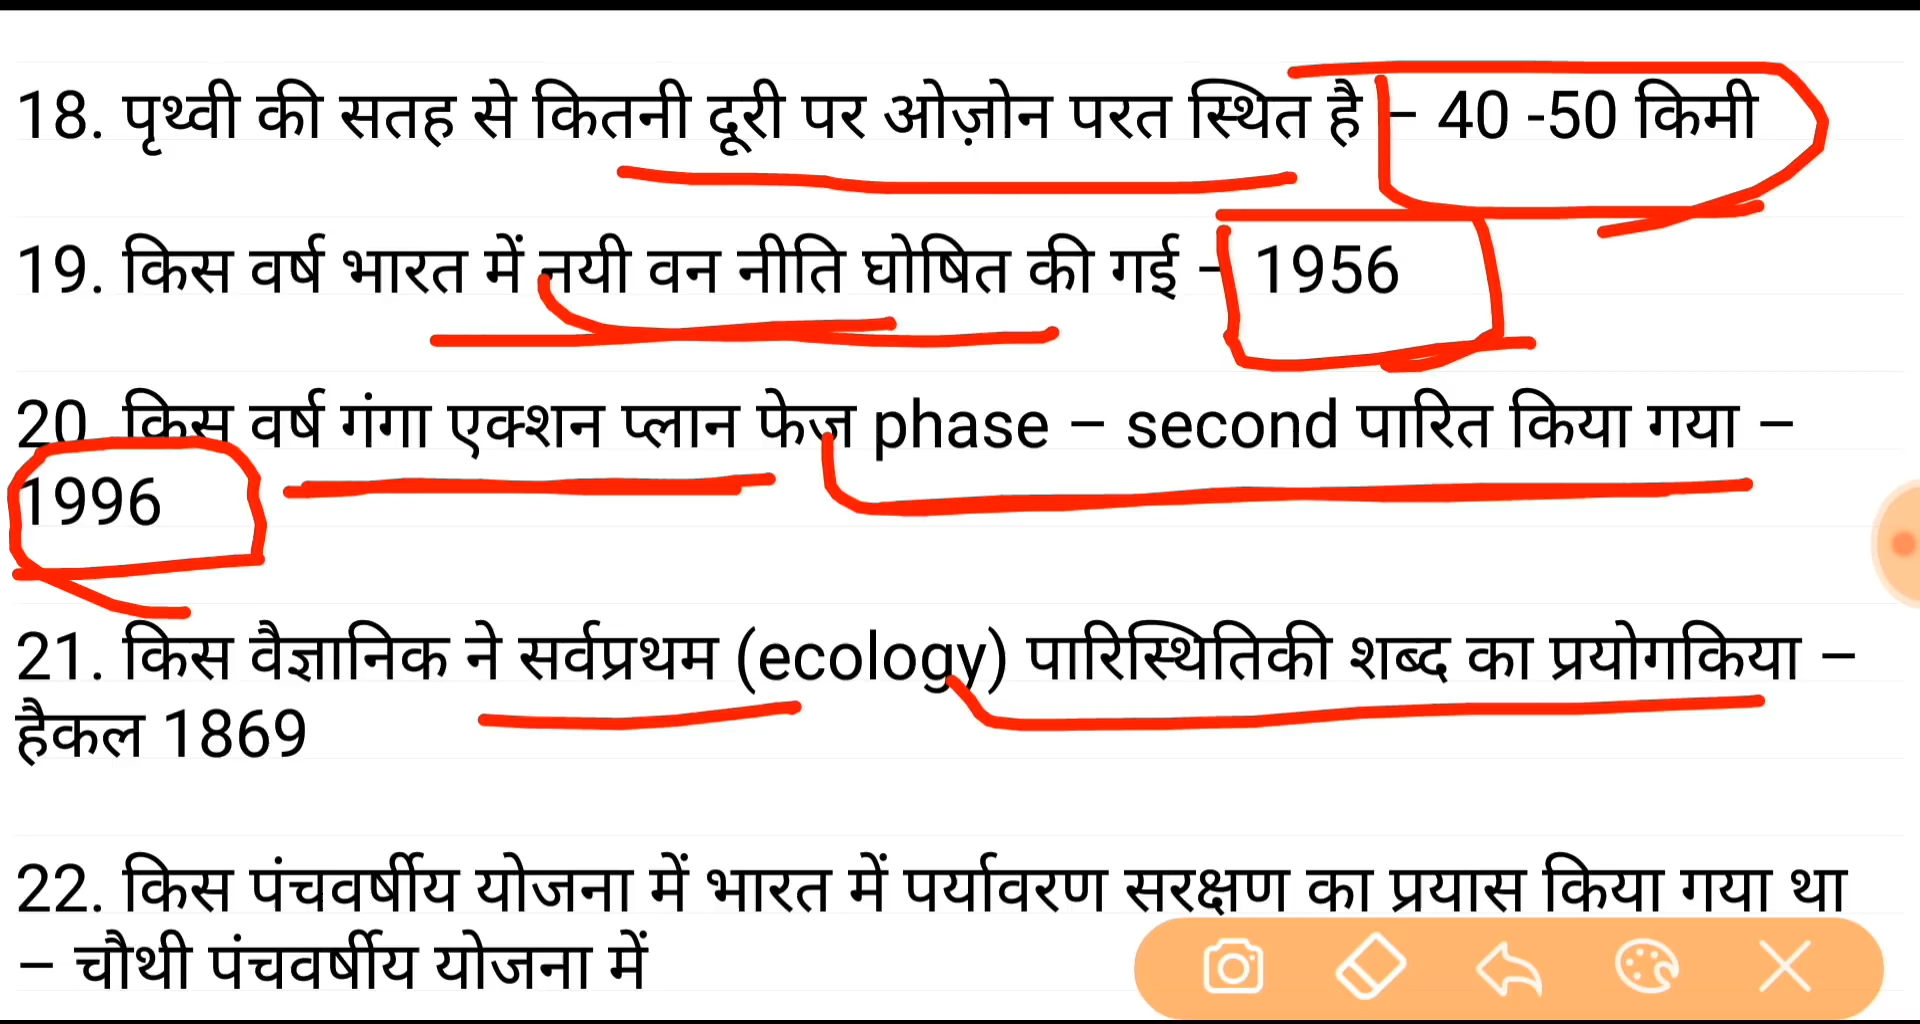 18. पृथ्वी की सतह से कितनी दूरी पर ओज़ोन परत स्थित है – 40 -50 किमी
19. किस वर्ष भारत में नयी वन नीति घोषित की गई – 1956
20. किस वर्ष गंगा एक्शन प्लान फेज़ phase – second पारित किया गया –
1996
21. किस वैज्ञानिक ने सर्वप्रथम (ecology) पारिस्थितिकी शब्द का प्रयोगकिया –
हैकल 1869
22. किस पंचवर्षीय योजना में भारत में पर्यावरण सरक्षण का प्रयास किया गया था
– चौथी पंचवर्षीय योजना में